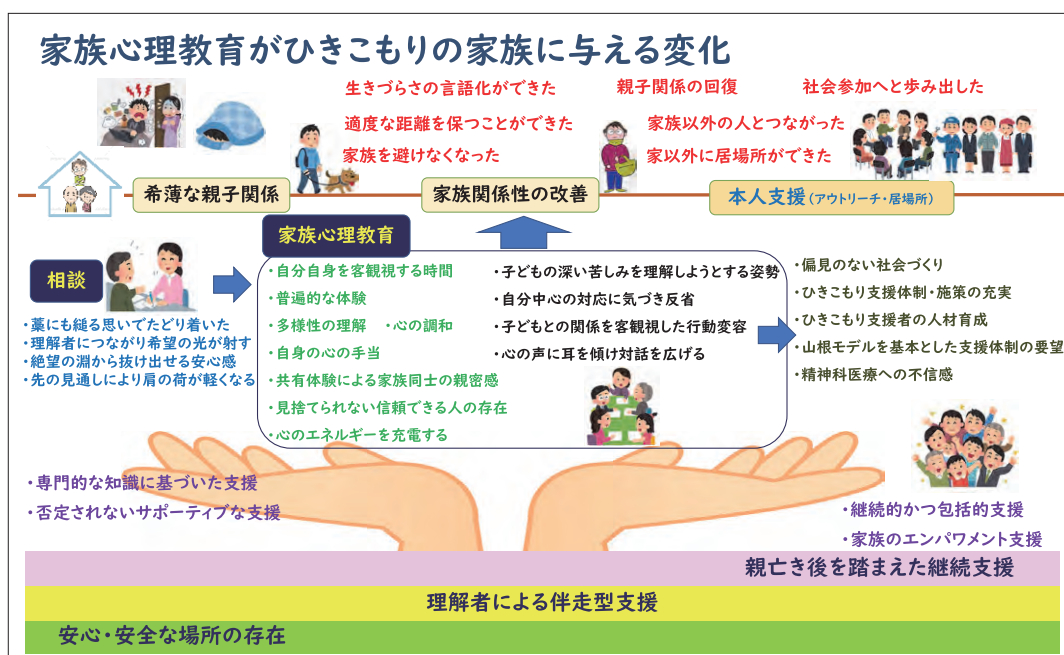 家族心理教育がひきこもりの家族に与える変化
生きづらさの言語化ができた
適度な距離を保つことができた
家族を避けなくなった
親子関係の回復
家族以外の人とつながった
家以外に居場所ができた
社会参加へと歩み出した
希薄な親子関係
家族関係性の改善
本人支援(アウトリーチ・居場所)
相談
・藁にも縋る思いでたどり着いた
・理解者につながり希望の光が射す
・絶望の淵から抜け出せる安心感
・先の見通しにより肩の荷が軽くなる
家族心理教育
・自分自身を客観視する時間
・普遍的な体験
・多様性の理解 ・心の調和
・自身の心の手当
・共有体験による家族同士の親密感
・見捨てられない信頼できる人の存在
・心のエネルギーを充電する
・子どもの深い苦しみを理解しようとする姿勢
・自分中心の対応に気づき反省
・子どもとの関係を客観視した行動変容
・心の声に耳を傾け対話を広げる
・偏見のない社会づくり
・ひきこもり支援体制・施策の充実
・ひきこもり支援者の人材育成
・山根モデルを基本とした支援体制の要望
・精神科医療への不信感
・専門的な知識に基づいた支援
・否定されないサポーティブな支援
・継続的かつ包括的支援
・家族のエンパワメント支援
親亡き後を踏まえた継続支援
理解者による伴走型支援
安心・安全な場所の存在